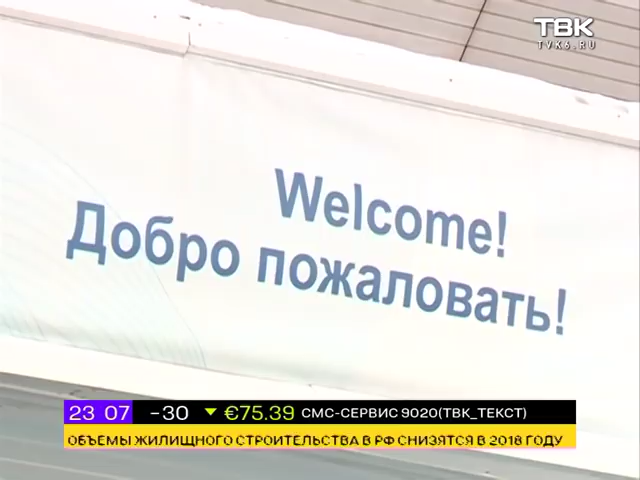 ТВК
TVK6.RU
Welcome!
Добро пожаловать!
23 07 -30 €75.39 СМС-СЕРВИС 9020(ТВК_ТЕКСТ)
ОБЪЕМЫ ЖИЛИЩНОГО СТРОИТЕЛЬСТВА В РФ СНИЗЯТСЯ В 2018 ГОДУ